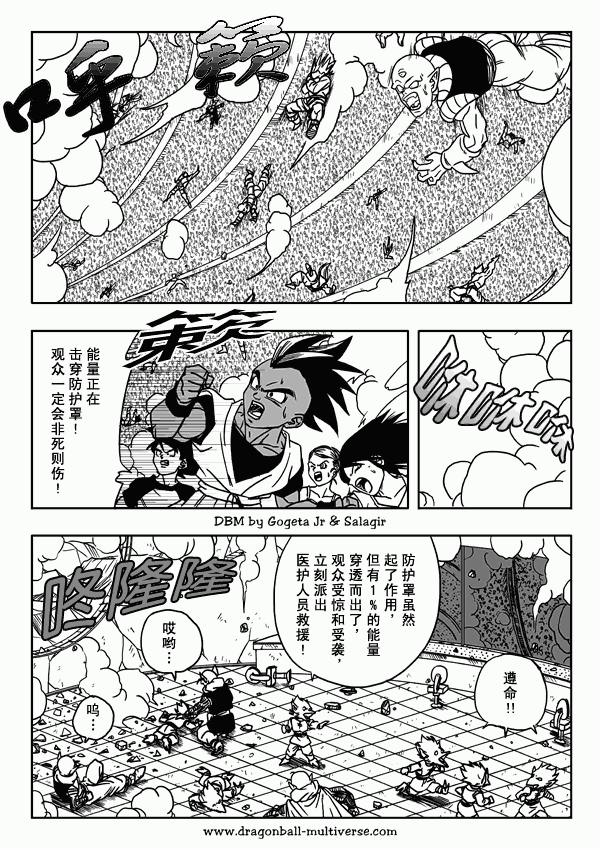 呼
能量正在
击穿防护罩！
观众一定会非死则伤！
咻咻咻
DBM by Gogeta Jr & Salagir
咚隆隆
防护罩虽然
起了作用，
但有1%的能量
穿透而出了，
观众受惊和受袭，
立刻派出
医护人员救援！
哎哟…
呜…
遵命!!
www.dragonball-multiverse.com